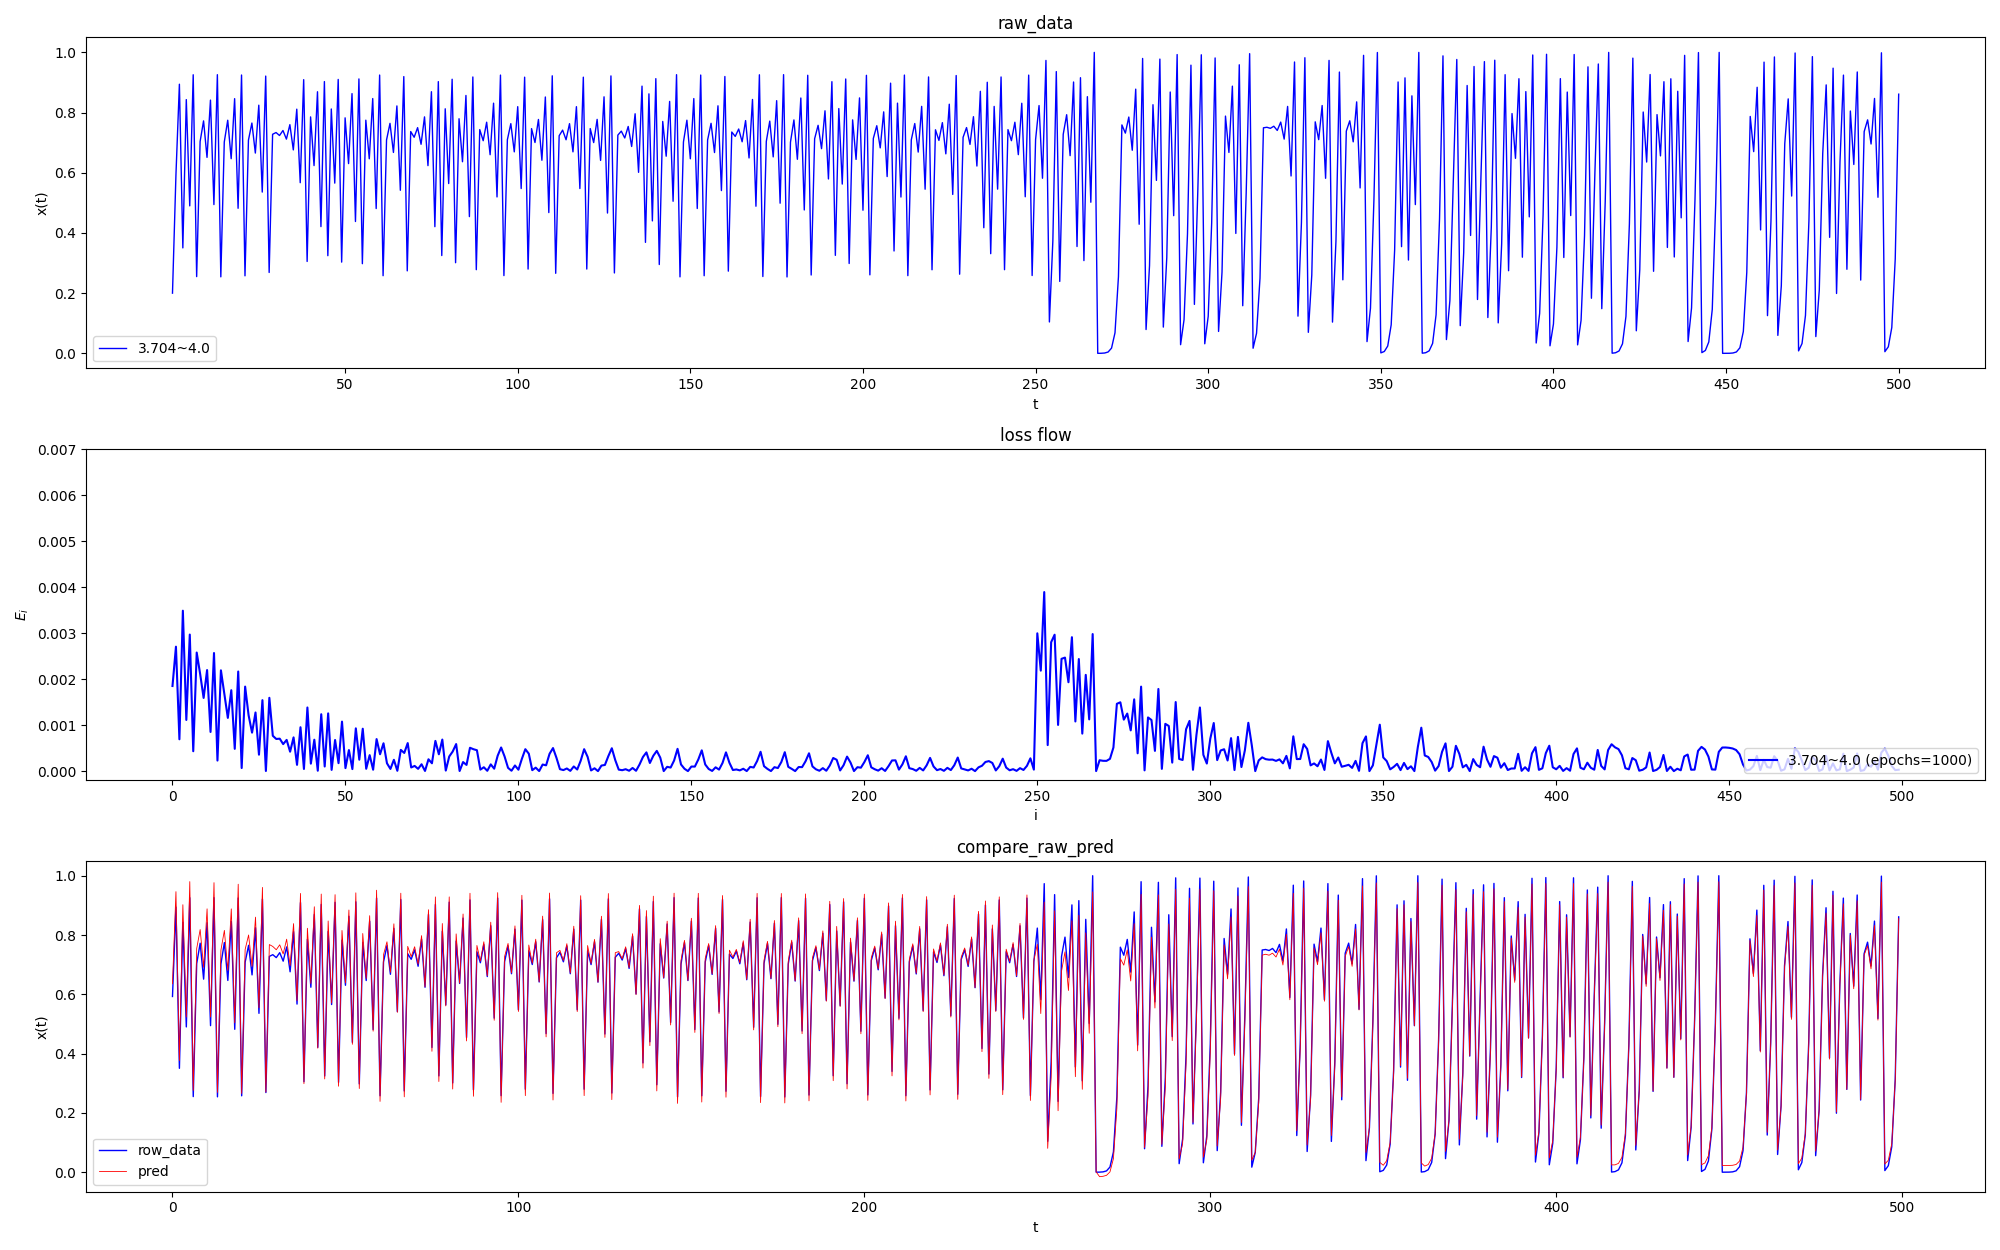 raw_data
1.0
0.8
0.6
0.4
0.2
0.0
x(t)
3.704~4.0
50 100 150 200 250 300 350 400 450 500
t
loss flow
0.007
0.006
0.005
0.004
0.003
0.002
0.001
0.000
E_i
3.704~4.0 (epochs=1000)
0 50 100 150 200 250 300 350 400 450 500
i
compare_raw_pred
1.0
0.8
0.6
0.4
0.2
0.0
x(t)
row_data
pred
0 100 200 300 400 500
t